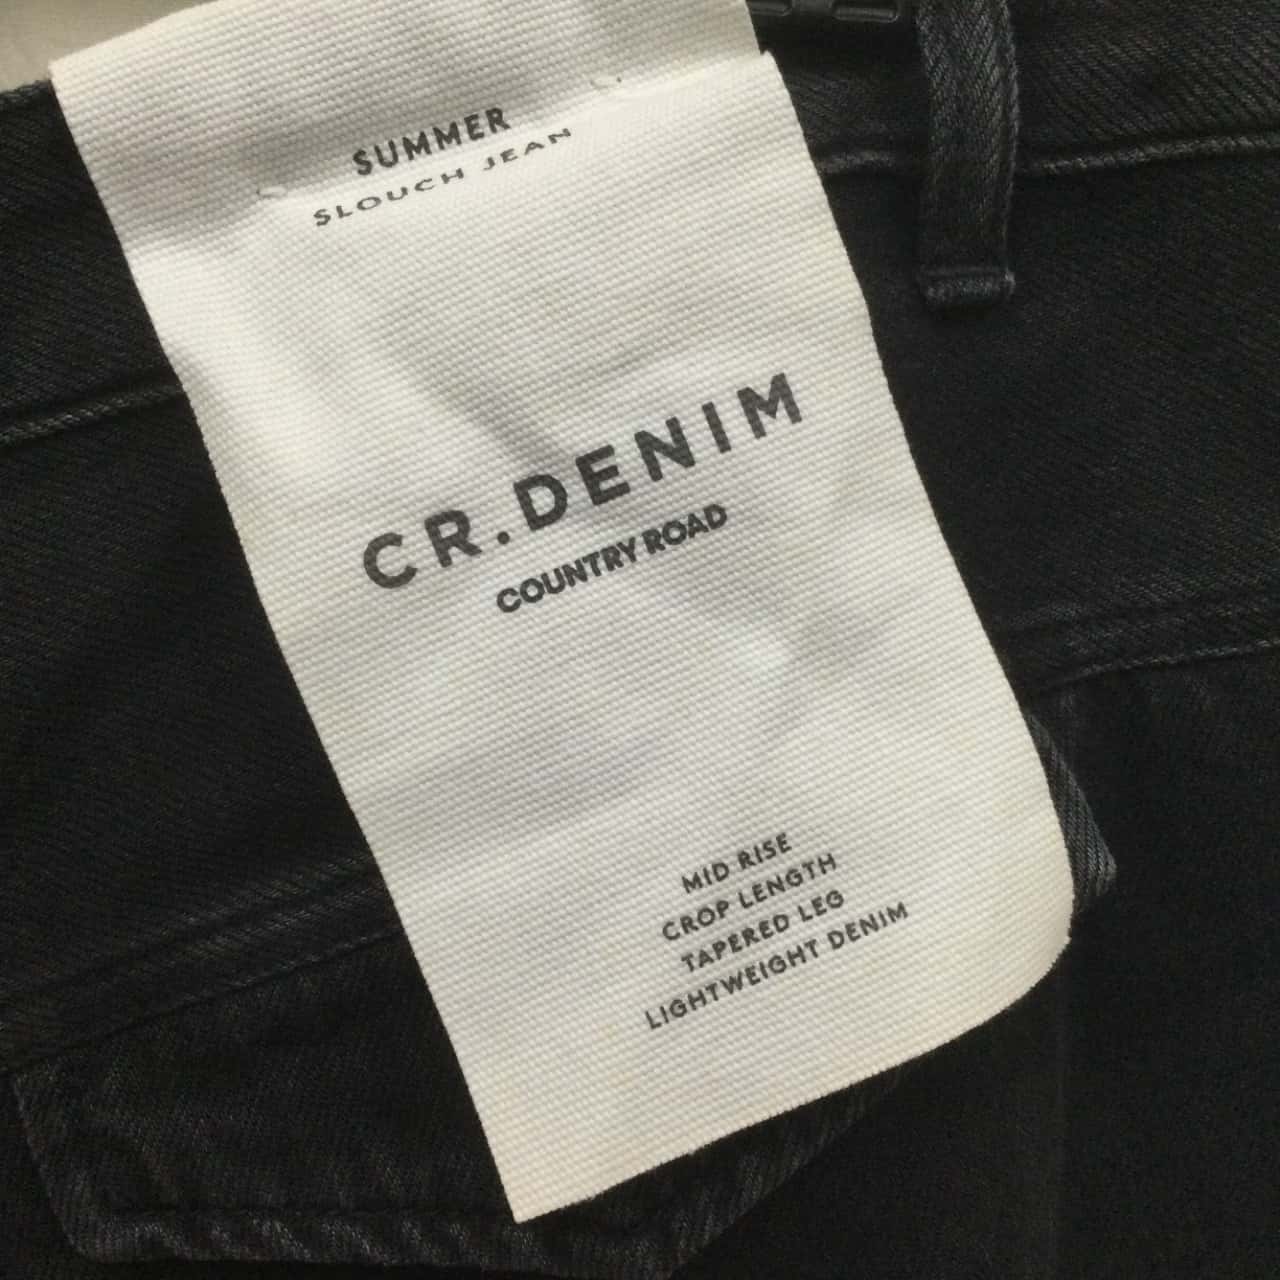 SUMMER
SLOUCH JEAN
CR.DENIM
COUNTRY ROAD
MID RISE
CROP LENGTH
TAPERED LEG
LIGHTWEIGHT DENIM